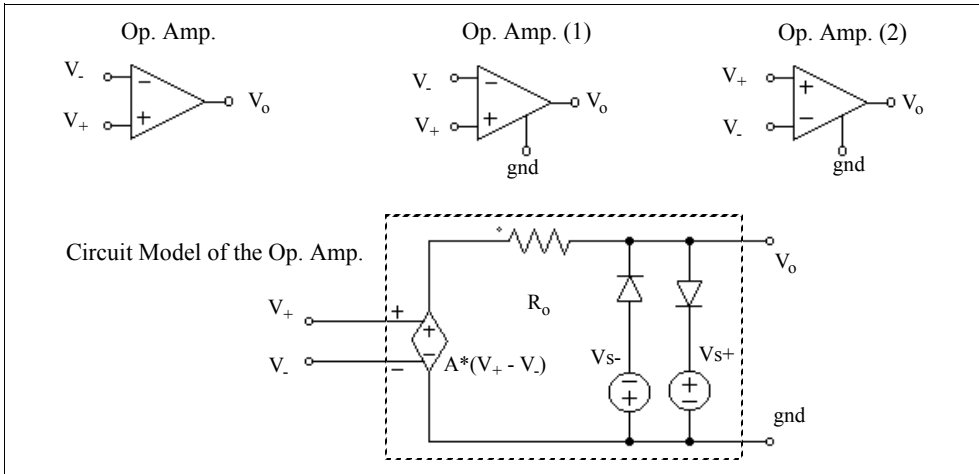 Op. Amp.
Op. Amp. (1)
Op. Amp. (2)
V-
V+
Vo
V-
V+
Vo
gnd
V+
V-
Vo
gnd
Circuit Model of the Op. Amp.
V+
V-
A*(V+ - V-)
Ro
Vs-
Vs+
Vo
gnd